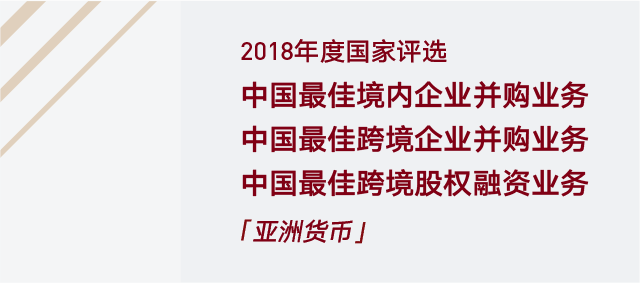 2018年度国家评选
中国最佳境内企业并购业务
中国最佳跨境企业并购业务
中国最佳跨境股权融资业务
「亚洲货币」